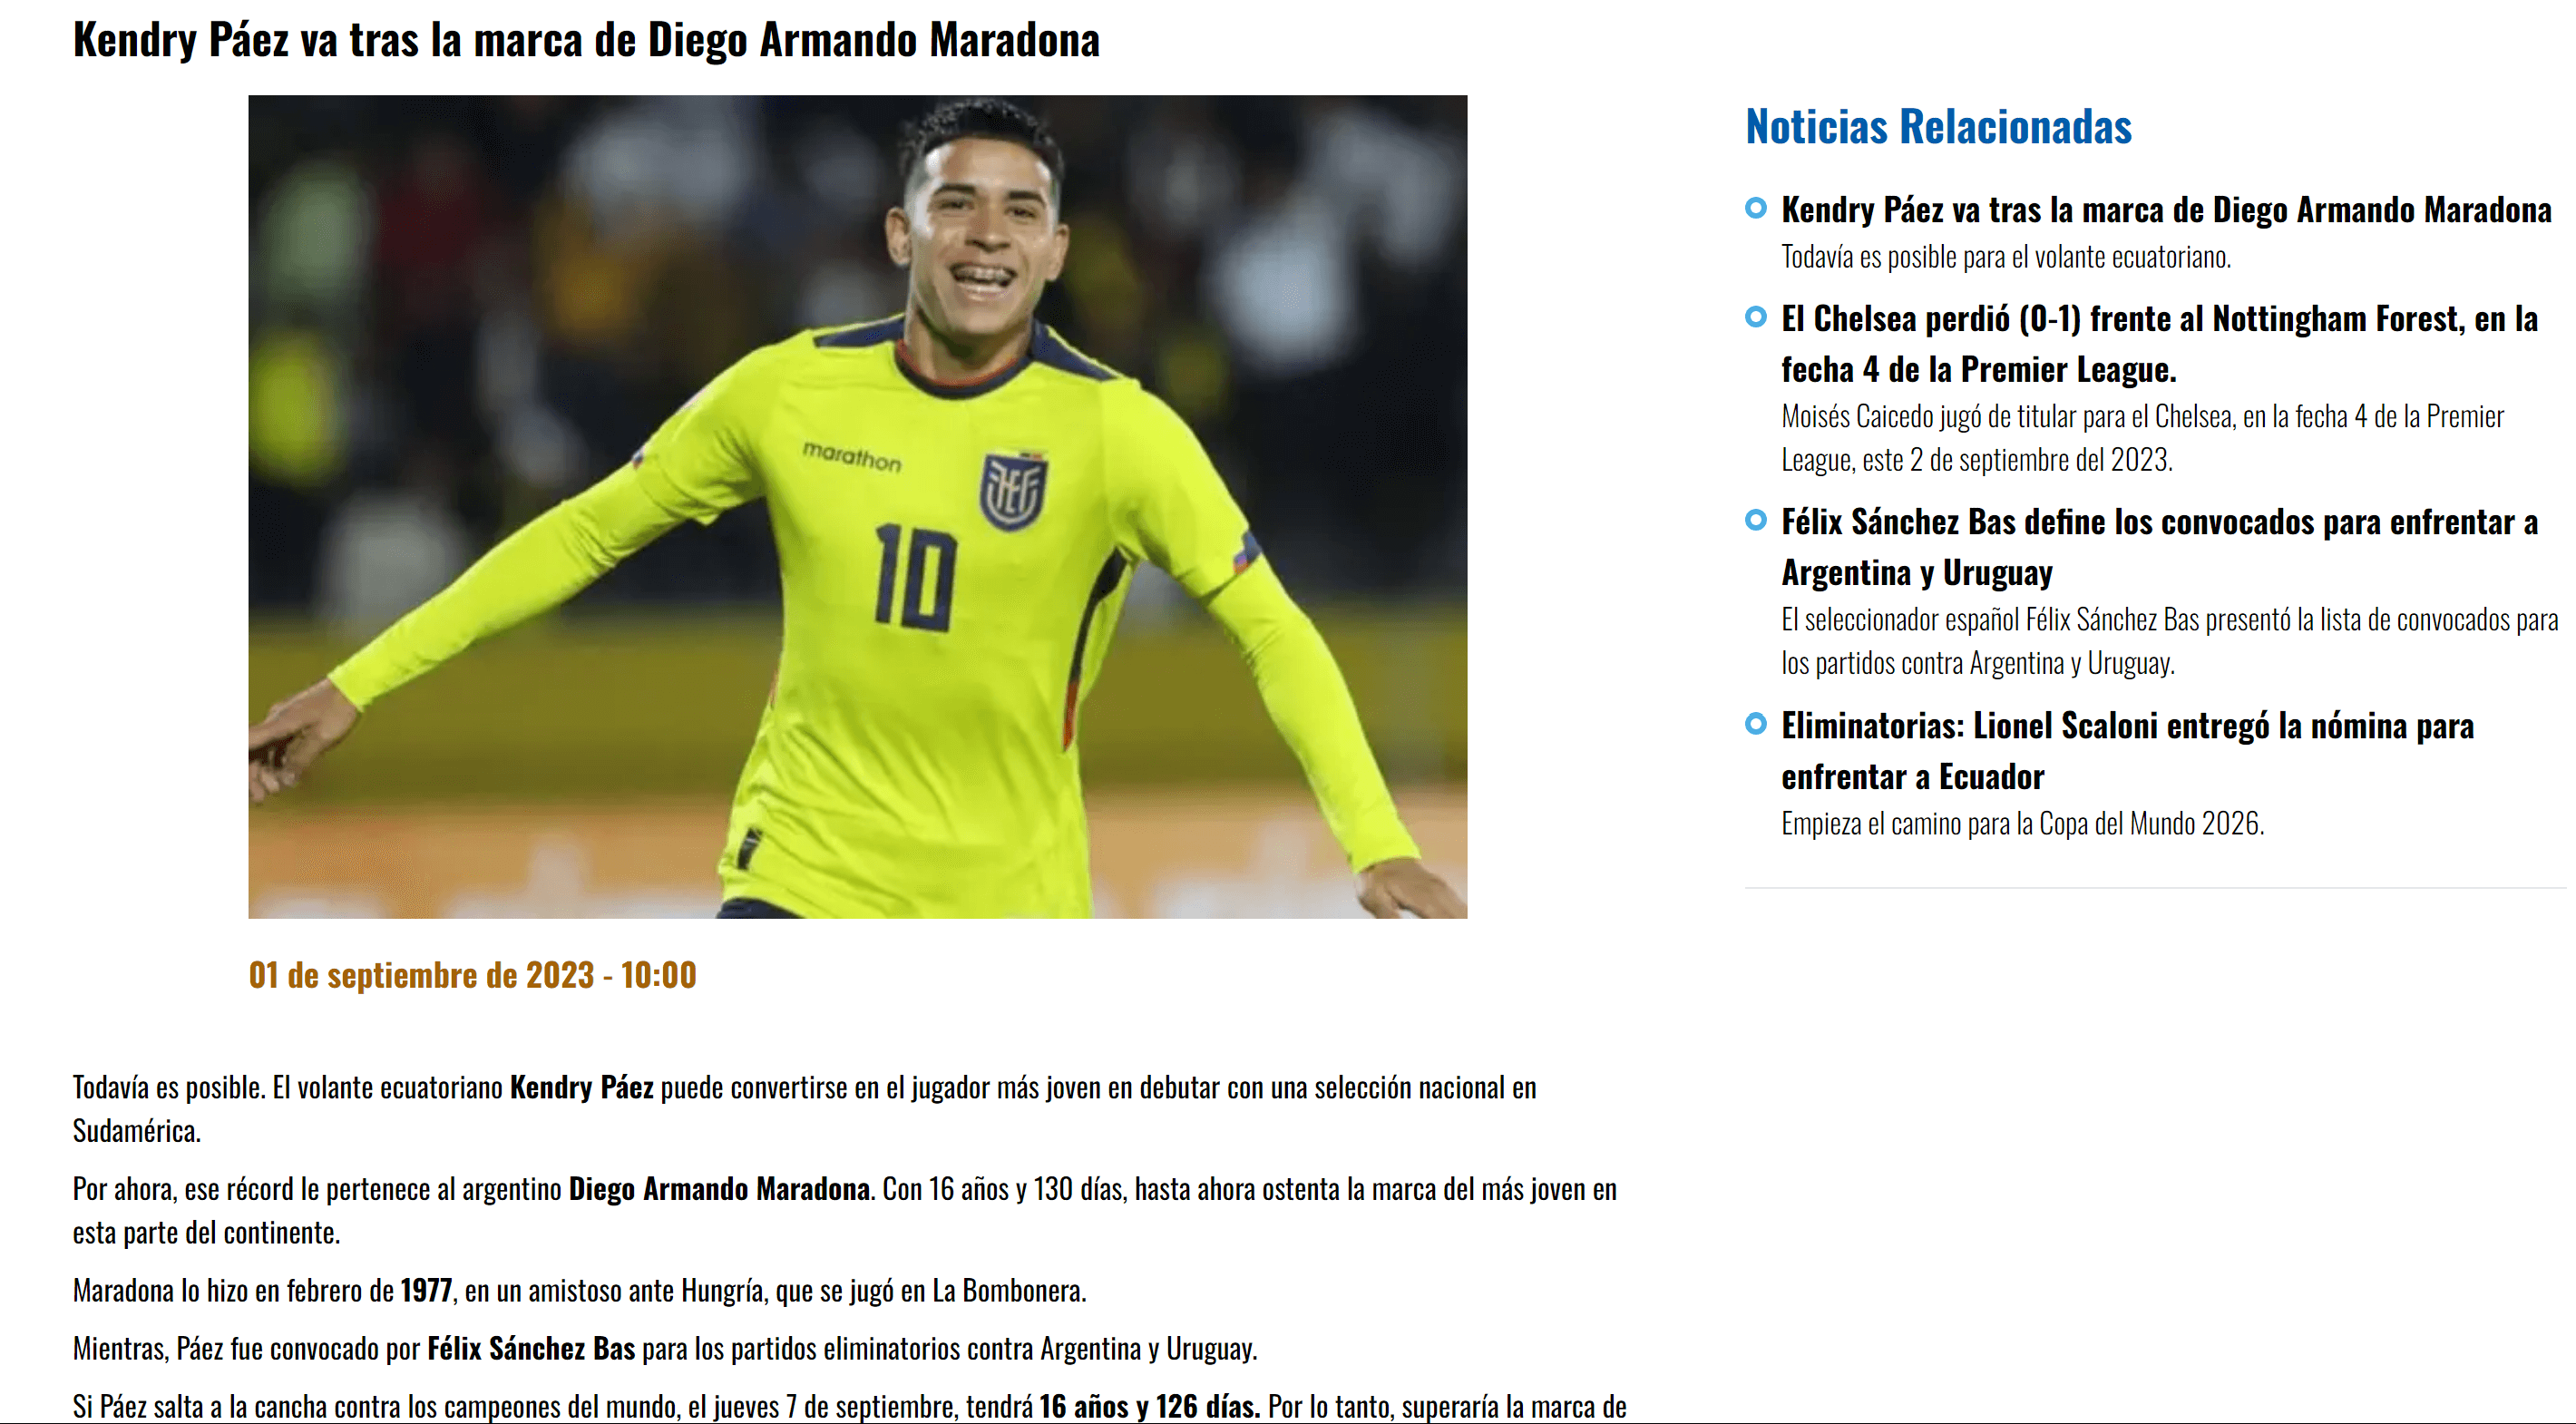 Kendry Páez va tras la marca de Diego Armando Maradona
marathon
10
01 de septiembre de 2023 - 10:00
Todavía es posible. El volante ecuatoriano Kendry Páez puede convertirse en el jugador más joven en debutar con una selección nacional en
Sudamérica.
Por ahora, ese récord le pertenece al argentino Diego Armando Maradona. Con 16 años y 130 días, hasta ahora ostenta la marca del más joven en
esta parte del continente.
Maradona lo hizo en febrero de 1977, en un amistoso ante Hungría, que se jugó en La Bombonera.
Mientras, Páez fue convocado por Félix Sánchez Bas para los partidos eliminatorios contra Argentina y Uruguay.
Si Páez salta a la cancha contra los campeones del mundo, el jueves 7 de septiembre, tendrá 16 años y 126 días. Por lo tanto, superaría la marca de
Noticias Relacionadas
Kendry Páez va tras la marca de Diego Armando Maradona
Todavía es posible para el volante ecuatoriano.
El Chelsea perdió (0-1) frente al Nottingham Forest, en la
fecha 4 de la Premier League.
Moisés Caicedo jugó de titular para el Chelsea, en la fecha 4 de la Premier
League, este 2 de septiembre del 2023.
Félix Sánchez Bas define los convocados para enfrentar a
Argentina y Uruguay
El seleccionador español Félix Sánchez Bas presentó la lista de convocados para
los partidos contra Argentina y Uruguay.
Eliminatorias: Lionel Scaloni entregó la nómina para
enfrentar a Ecuador
Empieza el camino para la Copa del Mundo 2026.